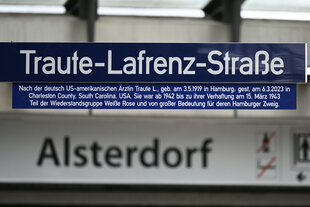 Traute-Lafrenz-Straße
Nach der deutsch US-amerikanischen Ärztin Traute L., geb. am 3.5.1919 in Hamburg, gest. am 6.3.2023 in
Charleston County, South Carolina, USA. Sie war ab 1942 bis zu ihrer Verhaftung am 15. März 1943
Teil der Wiederstandsgruppe Weiße Rose und von großer Bedeutung für deren Hamburger Zweig.
Alsterdorf